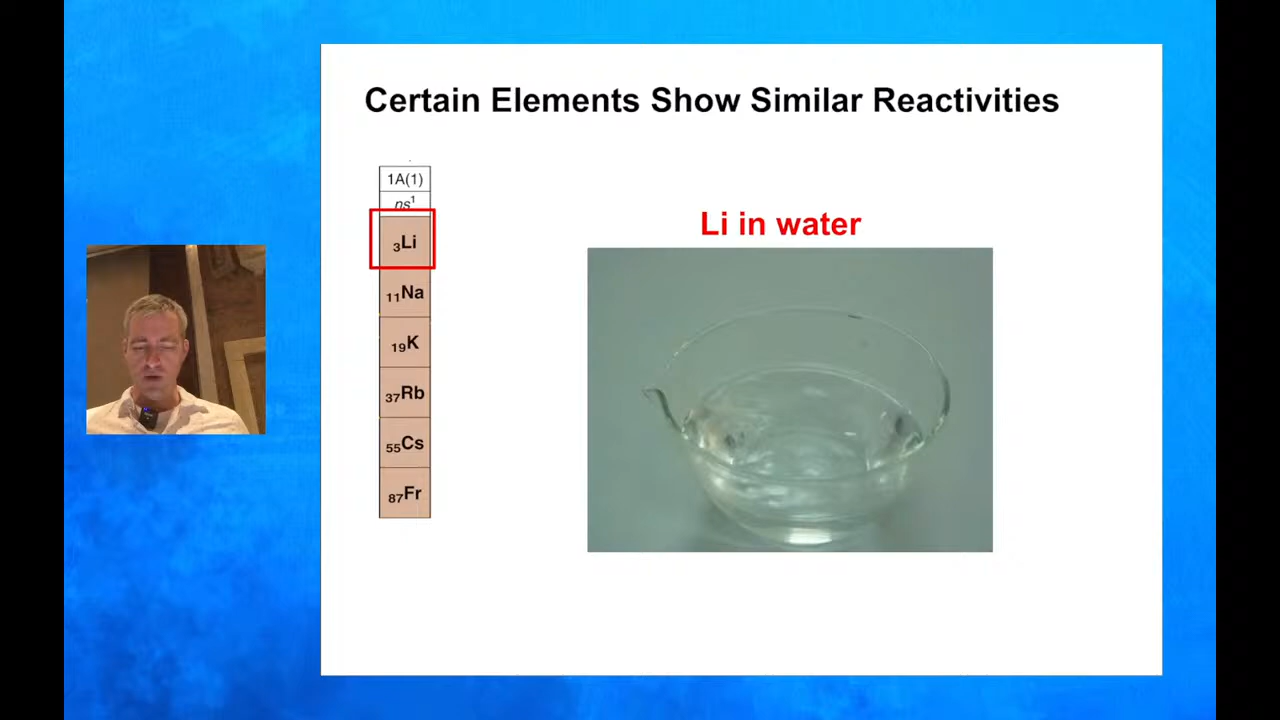 Certain Elements Show Similar Reactivities
1A(1)
ns¹
Li in water
₃Li
₁₁Na
₁₉K
₃₇Rb
₅₅Cs
₈₇Fr